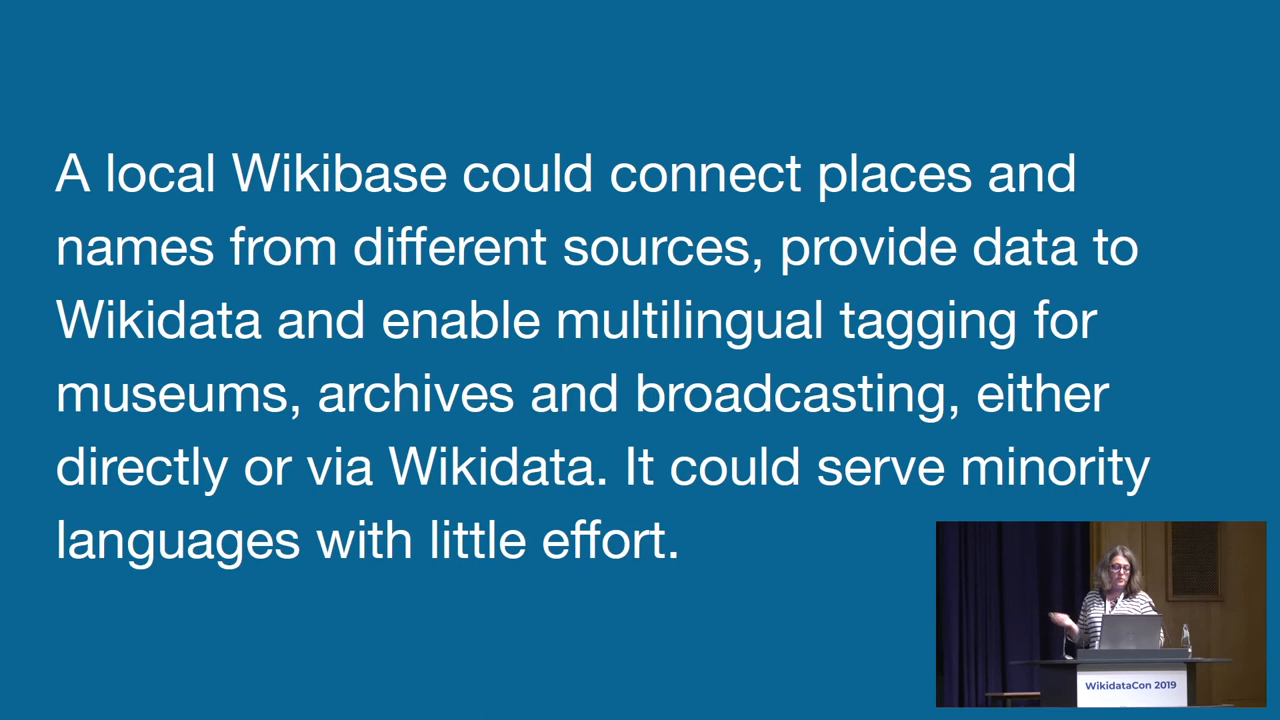 A local Wikibase could connect places and
names from different sources, provide data to
Wikidata and enable multilingual tagging for
museums, archives and broadcasting, either
directly or via Wikidata. It could serve minority
languages with little effort.
WikidataCon 2019